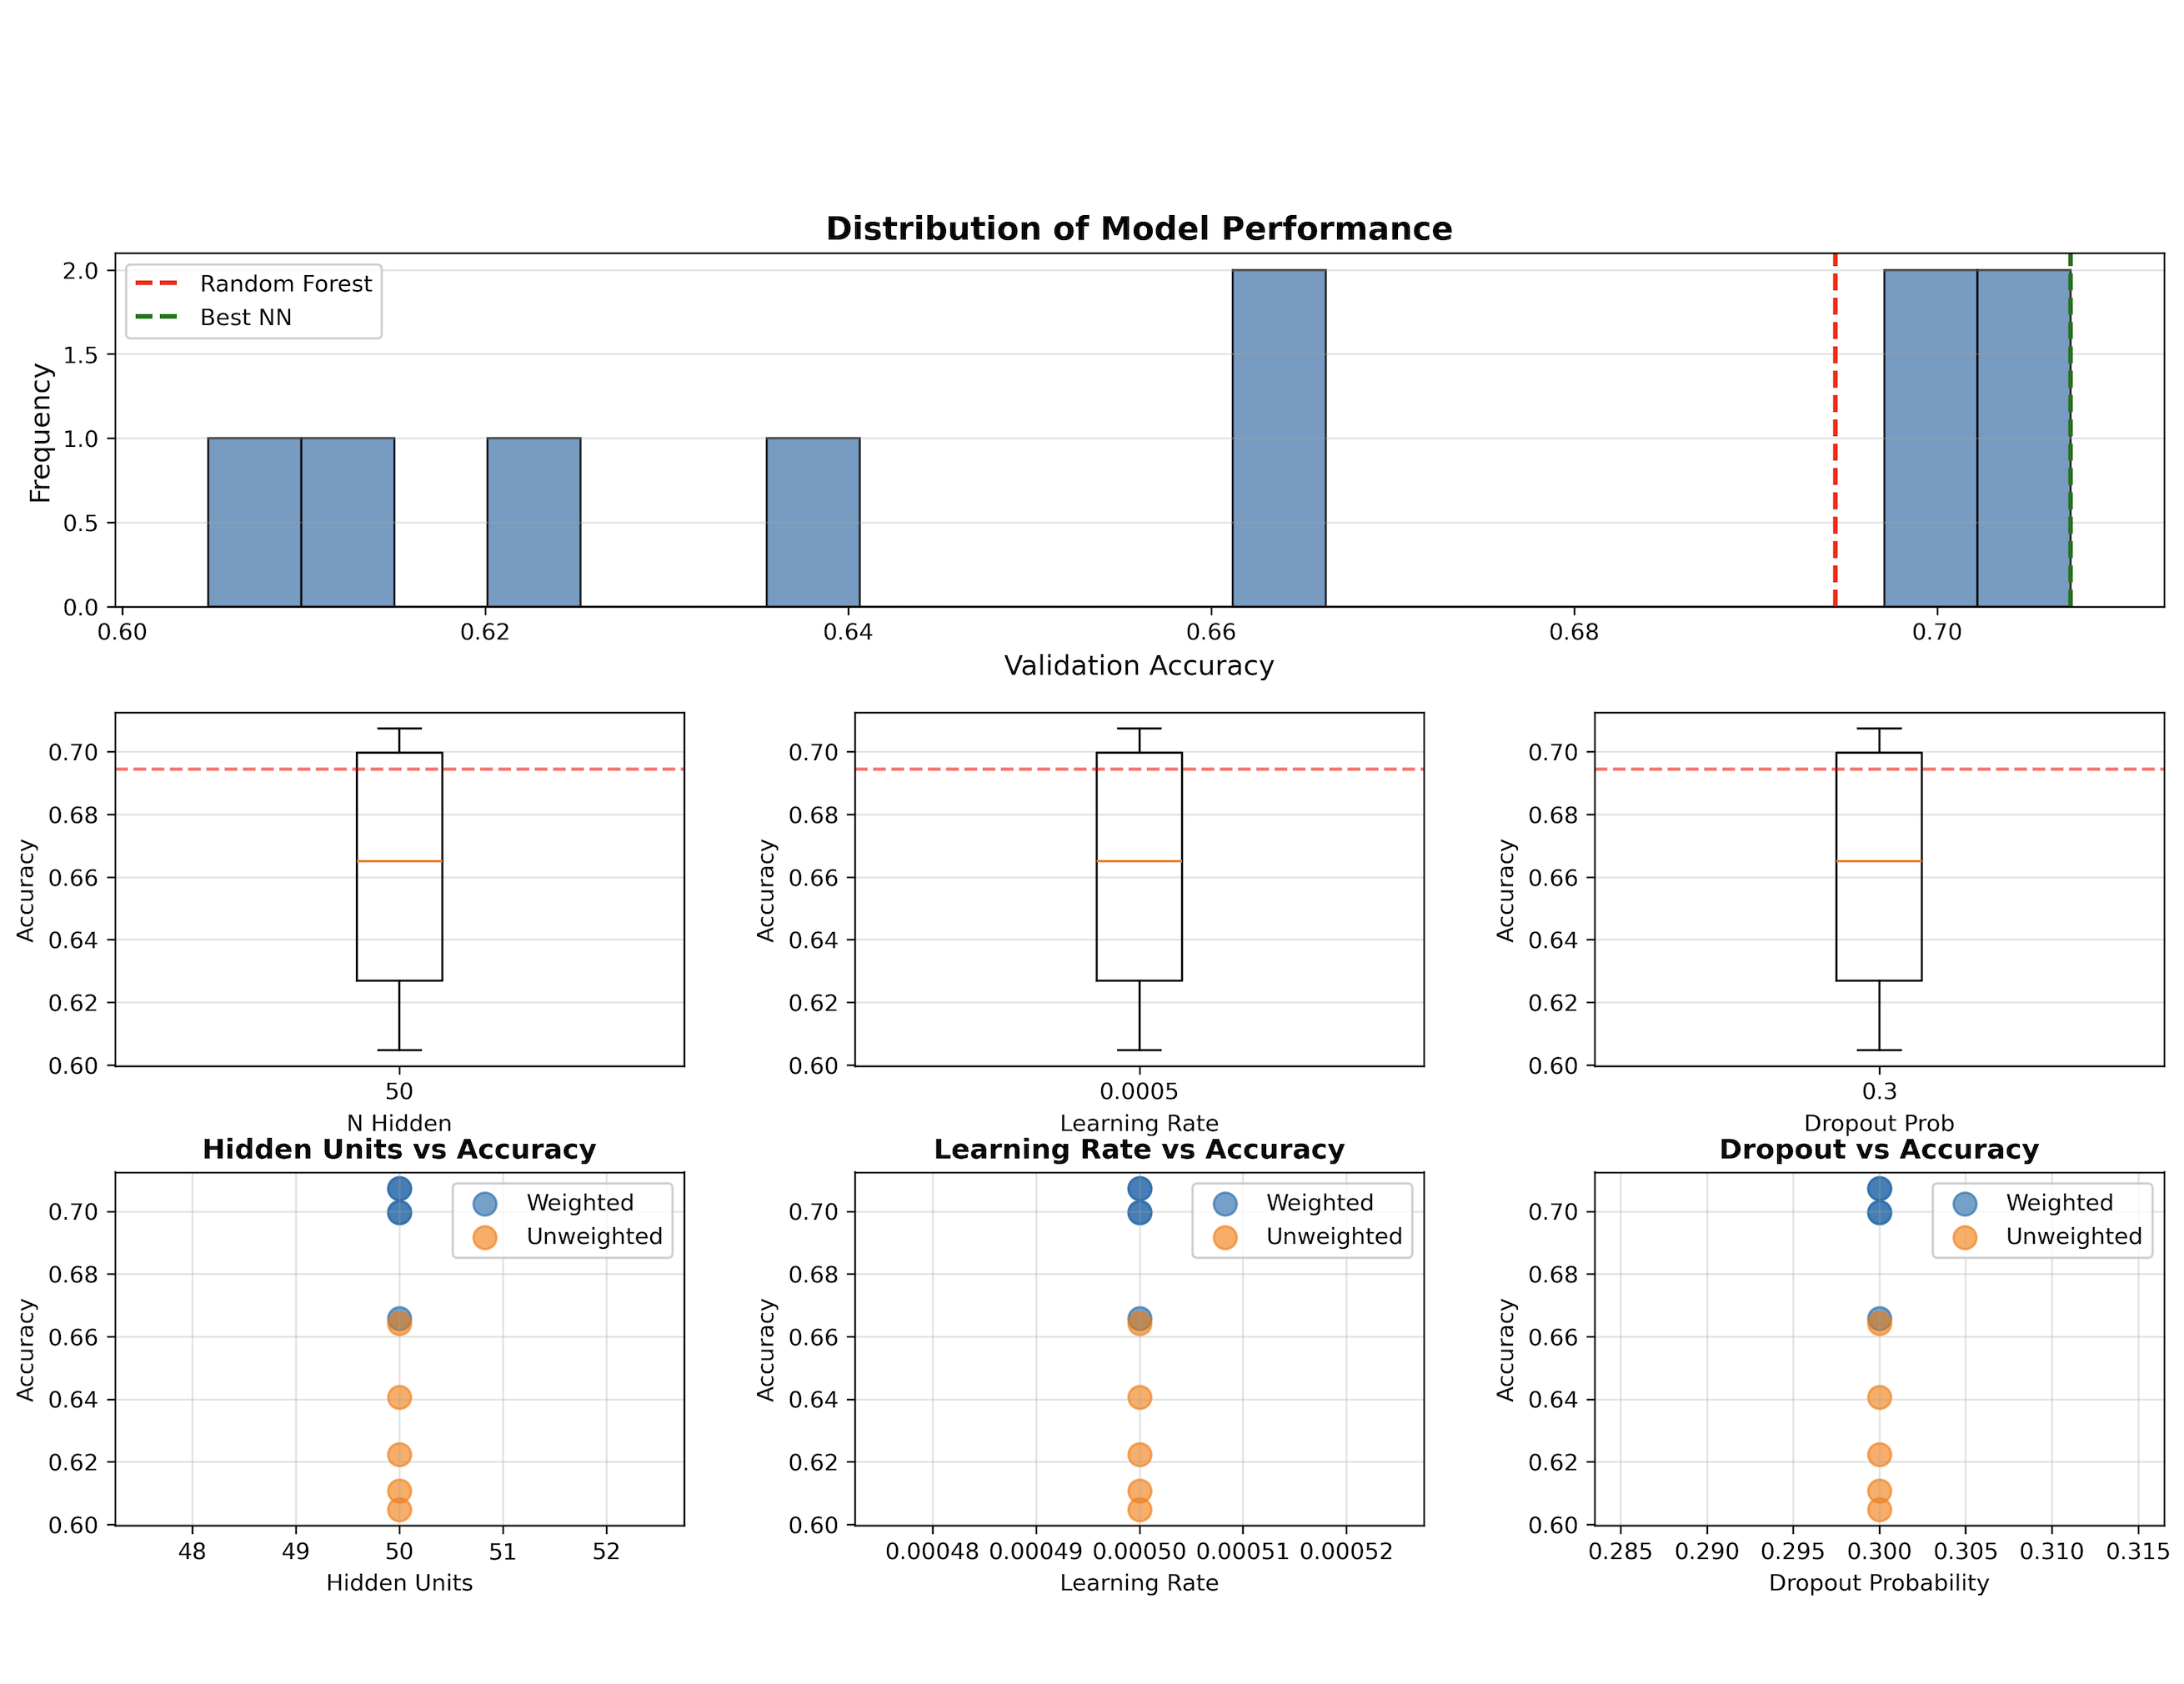 Distribution of Model Performance
Random Forest
Best NN
Frequency
2.0
1.5
1.0
0.5
0.0
0.60 0.62 0.64 0.66 0.68 0.70
Validation Accuracy
Accuracy
0.70
0.68
0.66
0.64
0.62
0.60
50
N Hidden
Accuracy
0.70
0.68
0.66
0.64
0.62
0.60
0.0005
Learning Rate
Accuracy
0.70
0.68
0.66
0.64
0.62
0.60
0.3
Dropout Prob
Hidden Units vs Accuracy
Weighted
Unweighted
Accuracy
0.70
0.68
0.66
0.64
0.62
0.60
48 49 50 51 52
Hidden Units
Learning Rate vs Accuracy
Weighted
Unweighted
Accuracy
0.70
0.68
0.66
0.64
0.62
0.60
0.00048 0.00049 0.00050 0.00051 0.00052
Learning Rate
Dropout vs Accuracy
Weighted
Unweighted
Accuracy
0.70
0.68
0.66
0.64
0.62
0.60
0.285 0.290 0.295 0.300 0.305 0.310 0.315
Dropout Probability